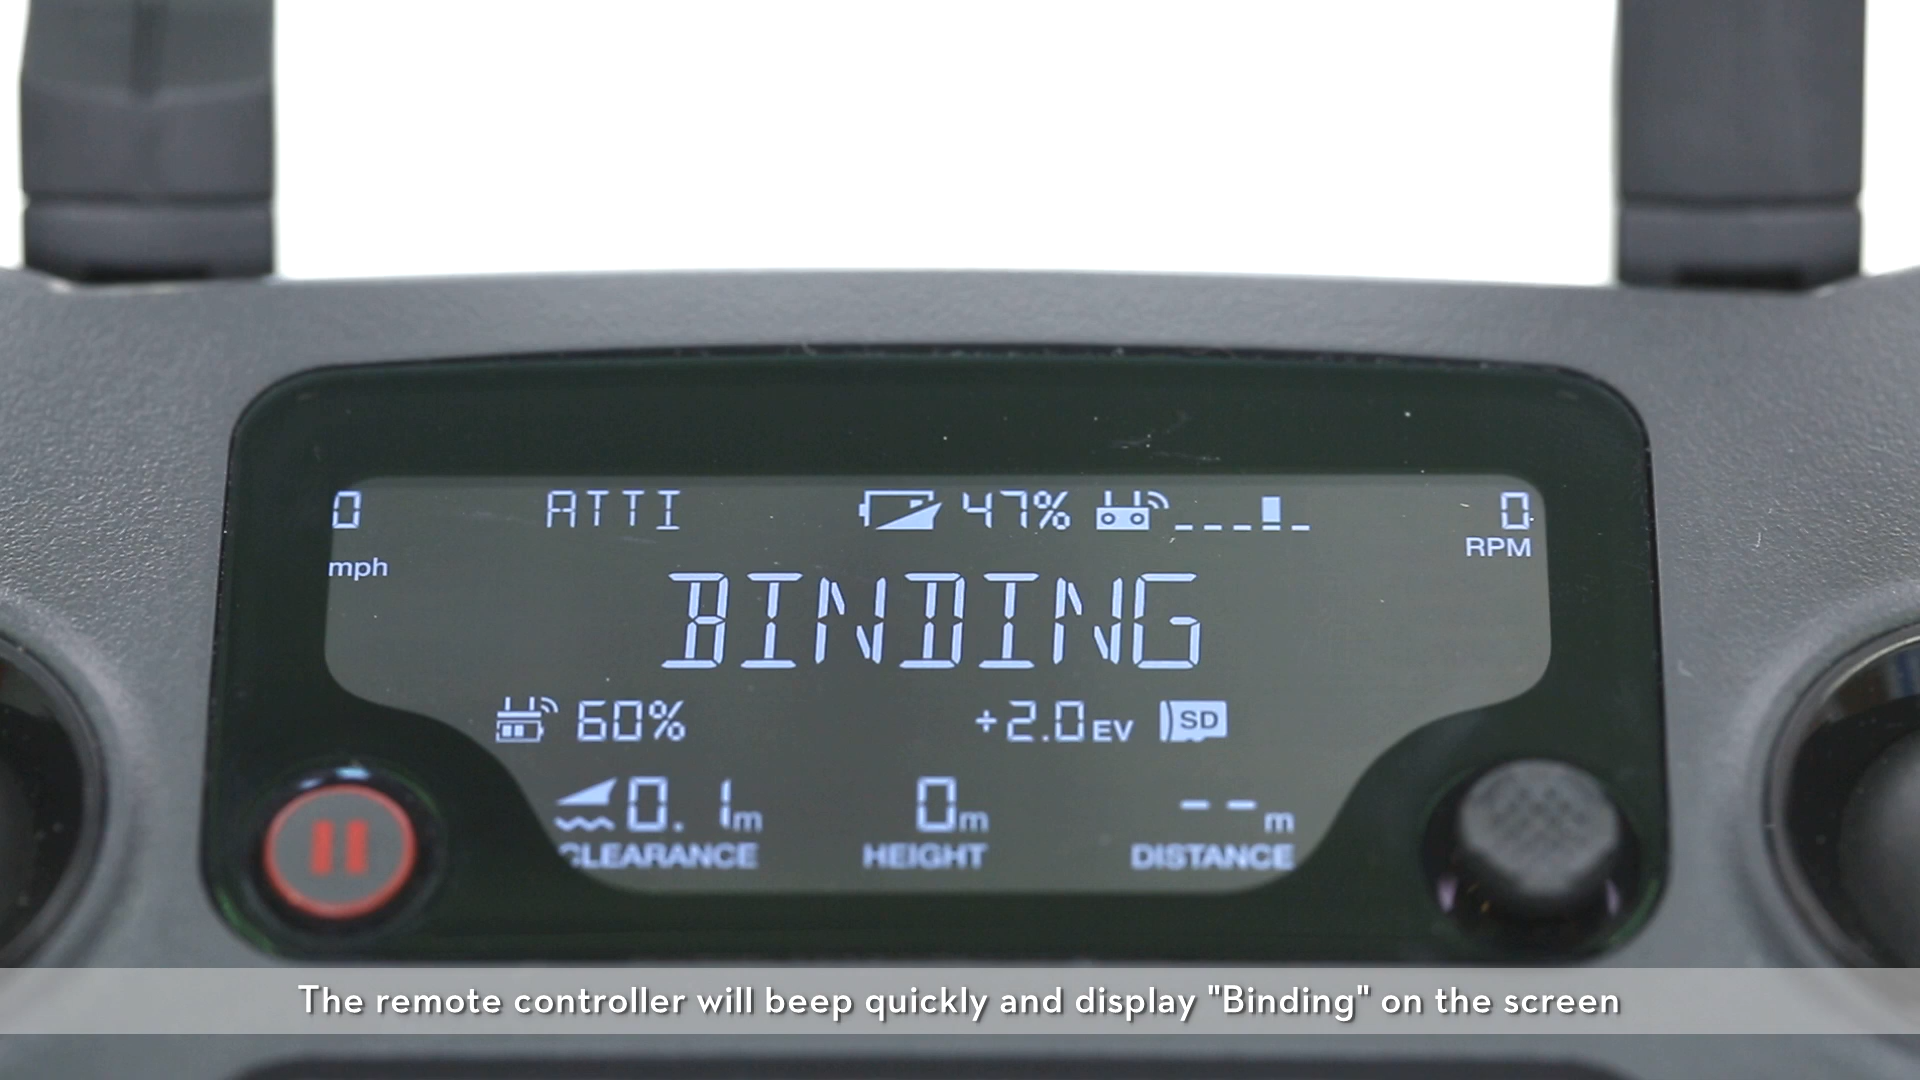 0 ATTI 47% 0
mph RPM
BINDING
60% +2.0EV SD
0.1m 0m --m
CLEARANCE HEIGHT DISTANCE
The remote controller will beep quickly and display "Binding" on the screen